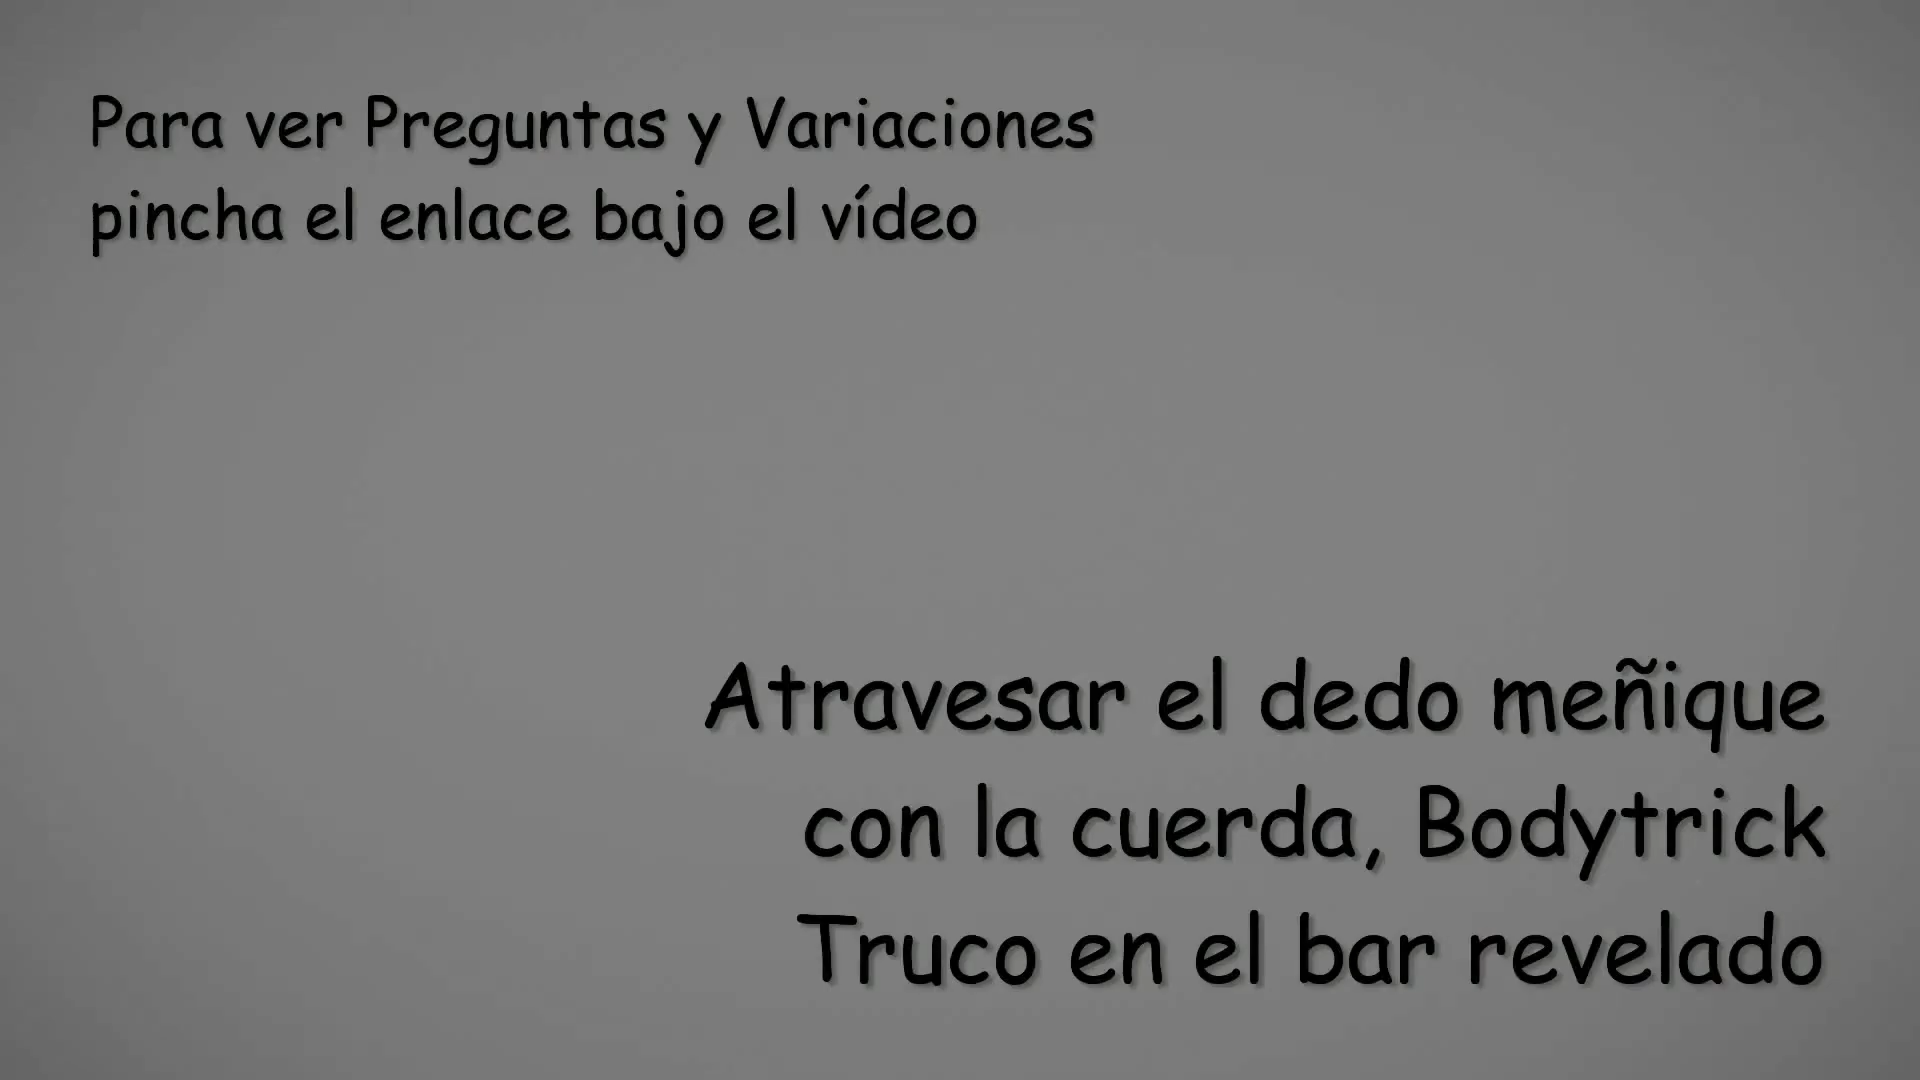 Para ver Preguntas y Variaciones
pincha el enlace bajo el vídeo
Atravesar el dedo meñique
con la cuerda, Bodytrick
Truco en el bar revelado